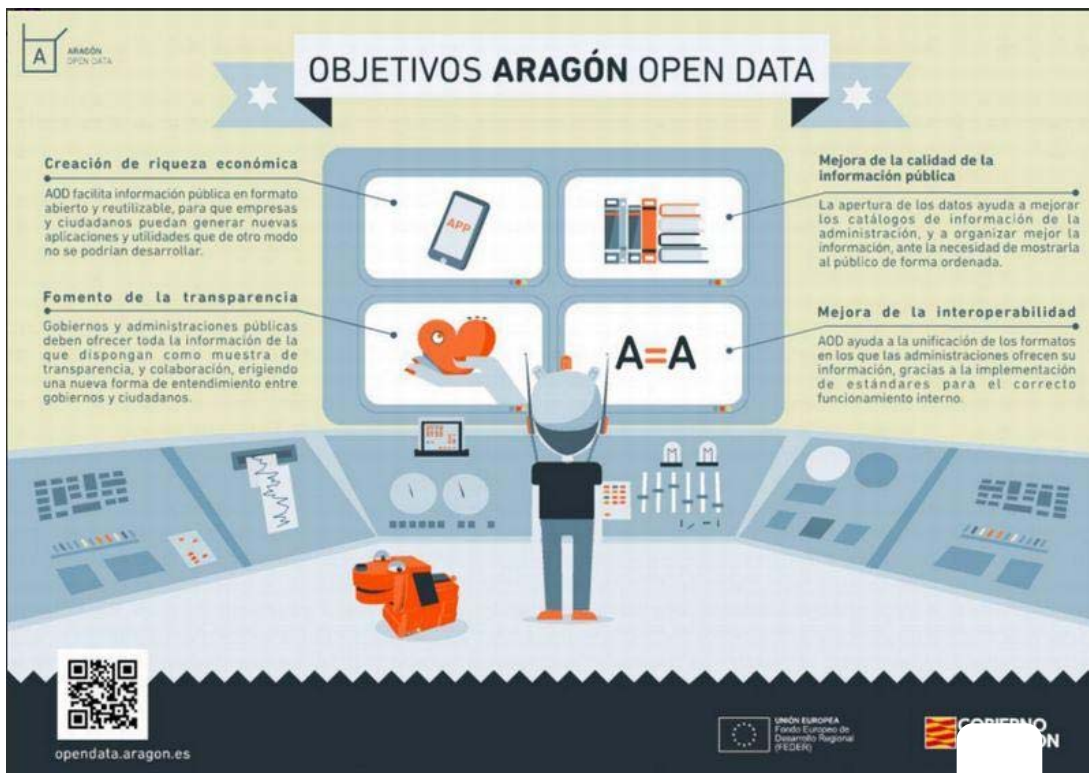 A
ARAGÓN
OPEN DATA
OBJETIVOS ARAGÓN OPEN DATA
Creación de riqueza económica
AOD facilita información pública en formato
abierto y reutilizable, para que empresas
y ciudadanos puedan generar nuevas
aplicaciones y utilidades que de otro modo
no se podrían desarrollar.
Fomento de la transparencia
Gobiernos y administraciones públicas
deben ofrecer toda la información de la
que dispongan como muestra de
transparencia, y colaboración, erigiendo
una nueva forma de entendimiento entre
gobiernos y ciudadanos.
APP
A=A
Mejora de la calidad de la
información pública
La apertura de los datos ayuda a mejorar
los catálogos de información de la
administración, y a organizar mejor la
información, ante la necesidad de mostrarla
al público de forma ordenada.
Mejora de la interoperabilidad
AOD ayuda a la unificación de los formatos
en los que las administraciones ofrecen su
información, gracias a la implementación
de estándares para el correcto
funcionamiento interno.
opendata.aragon.es
UNIÓN EUROPEA
Fondo Europeo de
Desarrollo Regional
(FEDER)
GOBIERNO